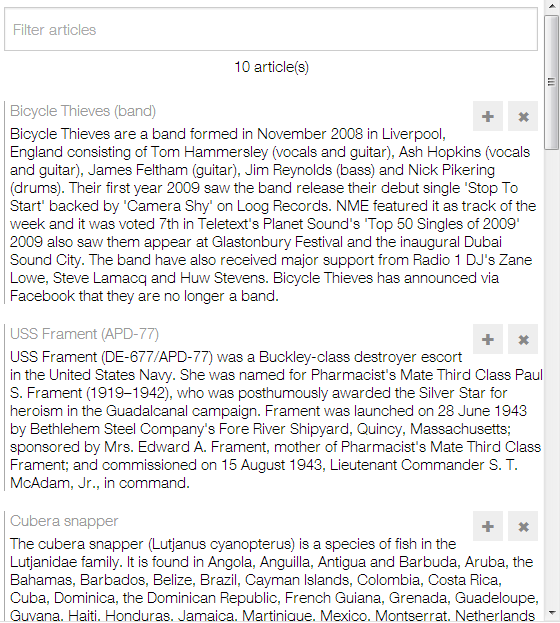 Filter articles
10 article(s)
Bicycle Thieves (band)
Bicycle Thieves are a band formed in November 2008 in Liverpool,
England consisting of Tom Hammersley (vocals and guitar), Ash Hopkins (vocals
and guitar), James Feltham (guitar), Jim Reynolds (bass) and Nick Pikering
(drums). Their first year 2009 saw the band release their debut single 'Stop To
Start' backed by 'Camera Shy' on Loog Records. NME featured it as track of the
week and it was voted 7th in Teletext's Planet Sound's 'Top 50 Singles of 2009'
2009 also saw them appear at Glastonbury Festival and the inaugural Dubai
Sound City. The band have also received major support from Radio 1 DJ's Zane
Lowe, Steve Lamacq and Huw Stevens. Bicycle Thieves has announced via
Facebook that they are no longer a band.
USS Frament (APD-77)
USS Frament (DE-677/APD-77) was a Buckley-class destroyer escort
in the United States Navy. She was named for Pharmacist's Mate Third Class Paul
S. Frament (1919–1942), who was posthumously awarded the Silver Star for
heroism in the Guadalcanal campaign. Frament was launched on 28 June 1943
by Bethlehem Steel Company's Fore River Shipyard, Quincy, Massachusetts;
sponsored by Mrs. Edward A. Frament, mother of Pharmacist's Mate Third Class
Frament; and commissioned on 15 August 1943, Lieutenant Commander S. T.
McAdam, Jr., in command.
Cubera snapper
The cubera snapper (Lutjanus cyanopterus) is a species of fish in the
Lutjanidae family. It is found in Angola, Anguilla, Antigua and Barbuda, Aruba, the
Bahamas, Barbados, Belize, Brazil, Cayman Islands, Colombia, Costa Rica,
Cuba, Dominica, the Dominican Republic, French Guiana, Grenada, Guadeloupe,
Guyana, Haiti, Honduras, Jamaica, Martinique, Mexico, Montserrat, Netherlands